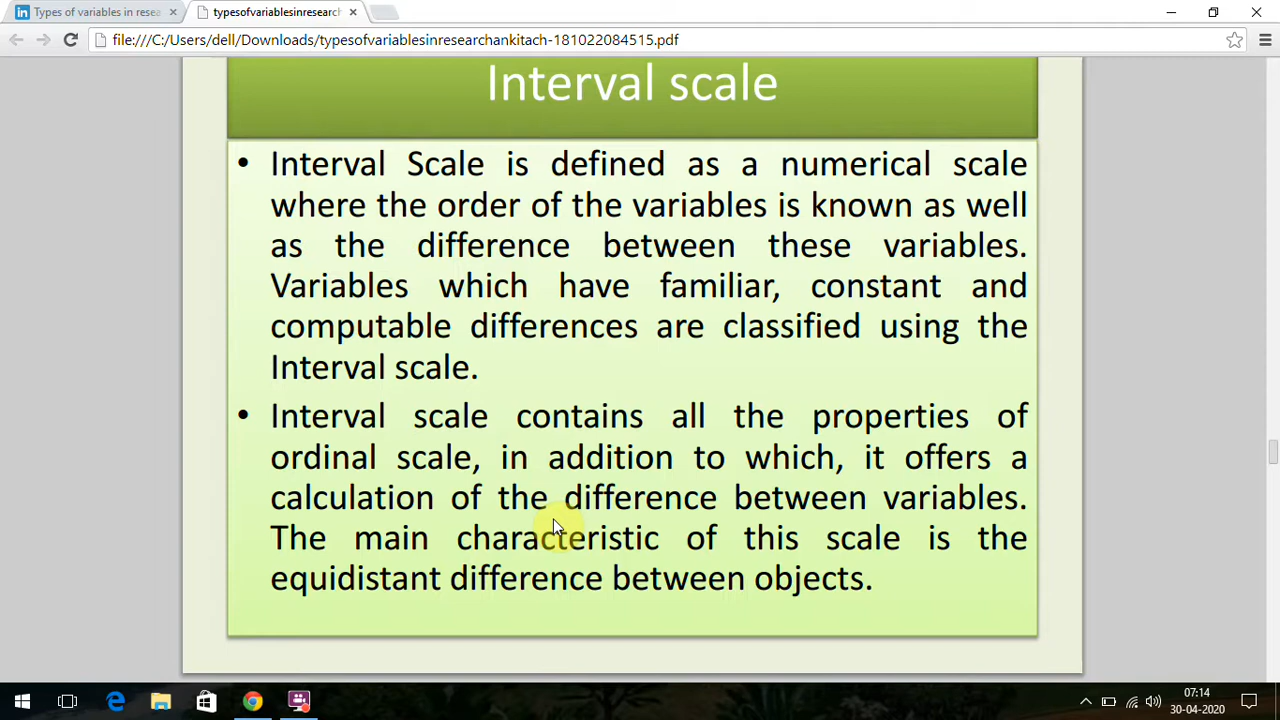 Types of variables in resea
typesofvariablesinresearch
file:///C:/Users/dell/Downloads/typesofvariablesinresearchankitach-181022084515.pdf
Interval scale
• Interval Scale is defined as a numerical scale
where the order of the variables is known as well
as the difference between these variables.
Variables which have familiar, constant and
computable differences are classified using the
Interval scale.
• Interval scale contains all the properties of
ordinal scale, in addition to which, it offers a
calculation of the difference between variables.
The main characteristic of this scale is the
equidistant difference between objects.
07:14
30-04-2020